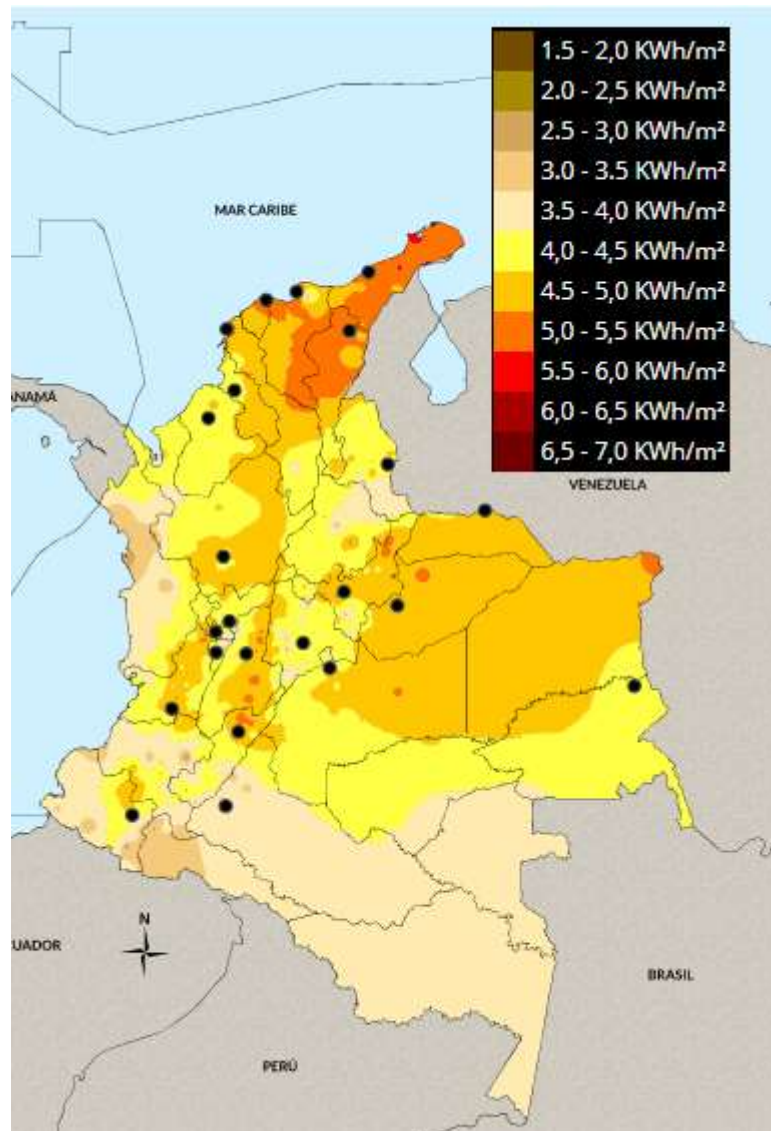 1.5 - 2,0 KWh/m²
2.0 - 2,5 KWh/m²
2.5 - 3,0 KWh/m²
3.0 - 3.5 KWh/m²
3.5 - 4,0 KWh/m²
4,0 - 4,5 KWh/m²
4.5 - 5,0 KWh/m²
5,0 - 5,5 KWh/m²
5.5 - 6,0 KWh/m²
6,0 - 6,5 KWh/m²
6,5 - 7,0 KWh/m²
MAR CARIBE
ANAMÁ
VENEZUELA
N
UADOR
BRASIL
PERÚ